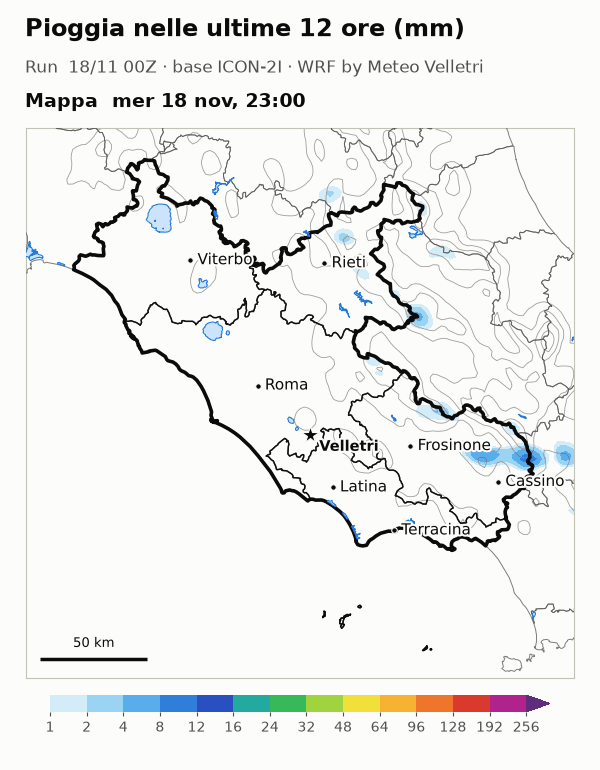 Pioggia nelle ultime 12 ore (mm)
Run  18/11 00Z · base ICON-2I · WRF by Meteo Velletri
Mappa  mer 18 nov, 23:00
Viterbo
Rieti
Roma
Velletri
Frosinone
Latina
Cassino
Terracina
50 km
1 2 4 8 12 16 24 32 48 64 96 128 192 256